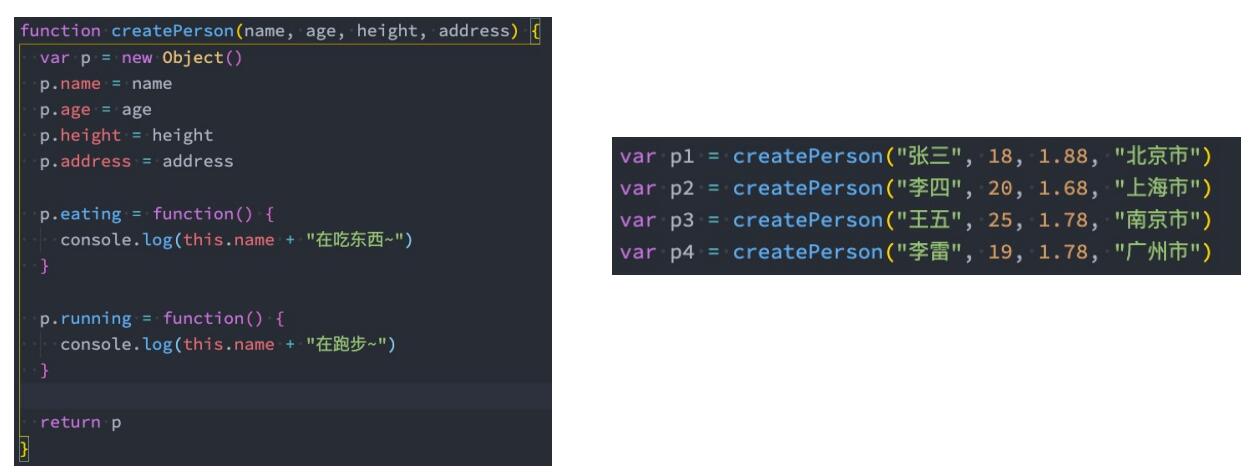 function createPerson(name, age, height, address) {
var p = new Object()
p.name = name
p.age = age
p.height = height
p.address = address
p.eating = function() {
console.log(this.name + "在吃东西~")
}
p.running = function() {
console.log(this.name + "在跑步~")
}
return p
}
var p1 = createPerson("张三", 18, 1.88, "北京市")
var p2 = createPerson("李四", 20, 1.68, "上海市")
var p3 = createPerson("王五", 25, 1.78, "南京市")
var p4 = createPerson("李雷", 19, 1.78, "广州市")